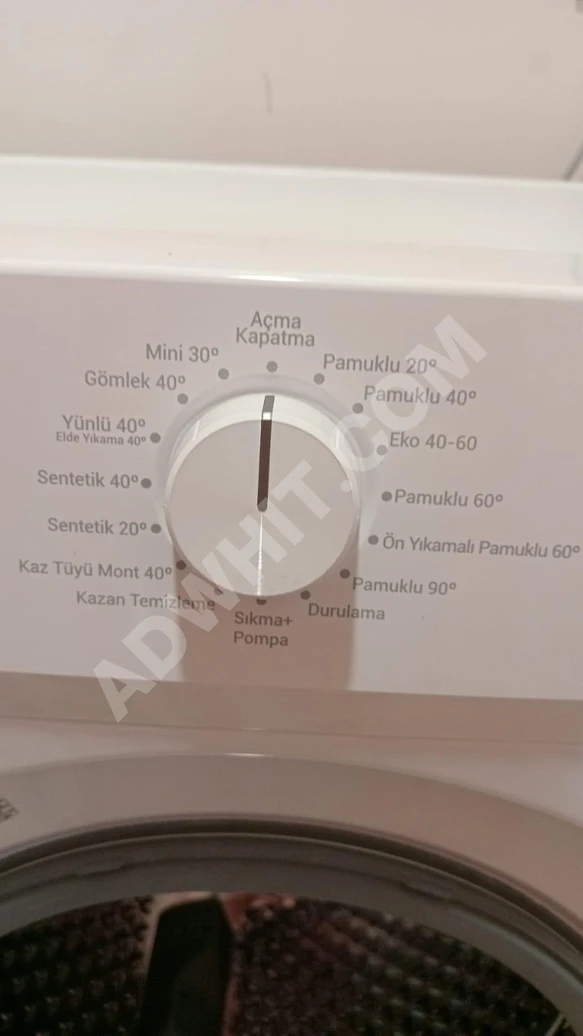 Açma
Kapatma
Mini 30°
Pamuklu 20°
Gömlek 40°
Pamuklu 40°
Yünlü 40°
Elde Yıkama 40°
Eko 40-60
Sentetik 40°
Pamuklu 60°
Sentetik 20°
Ön Yıkamalı Pamuklu 60°
Kaz Tüyü Mont 40°
Pamuklu 90°
Kazan Temizleme
Durulama
Sıkma+
Pompa
ADWHIT.COM